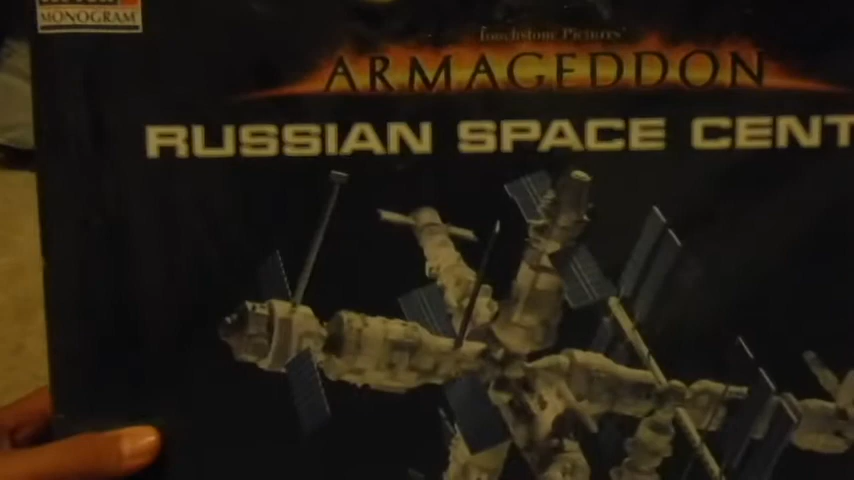 MONOGRAM
Touchstone Pictures'
ARMAGEDDON
RUSSIAN SPACE CENT